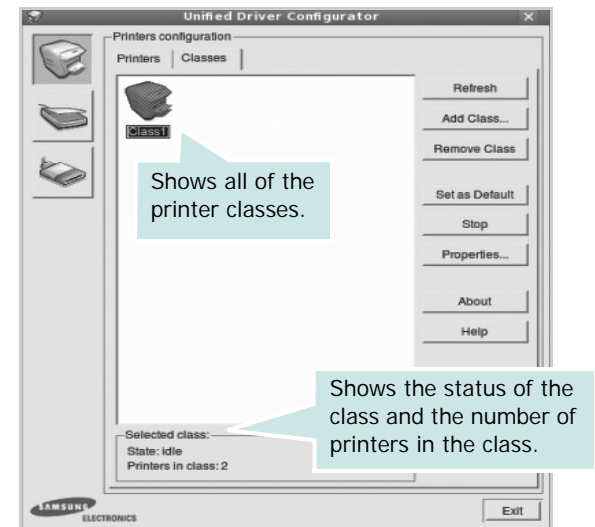 Unified Driver Configurator
Printers configuration
Printers Classes
Class1
Shows all of the
printer classes.
Refresh
Add Class...
Remove Class
Set as Default
Stop
Properties...
About
Help
Shows the status of the
class and the number of
printers in the class.
Selected class:
State: idle
Printers in class: 2
SAMSUNG
ELECTRONICS
Exit